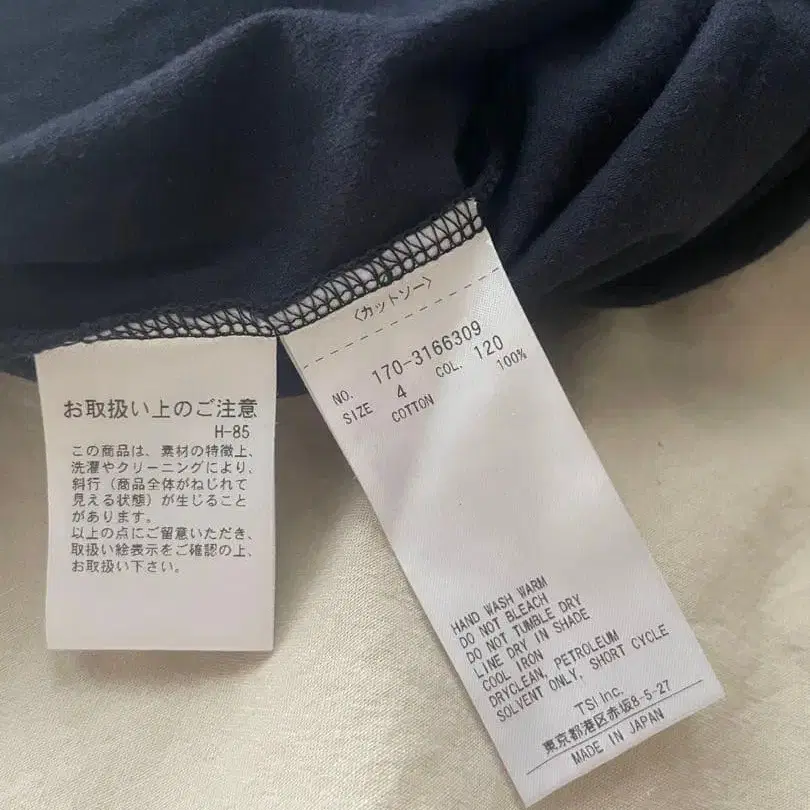 お取扱い上のご注意
H-85
この商品は、素材の特徴上、
洗濯やクリーニングにより、
斜行（商品全体がねじれて
見える状態）が生じること
があります。
以上の点にご留意いただき、
取扱い絵表示をご確認の上、
お取扱い下さい。
〈カットソー〉
NO. 170-3166309
SIZE 4 COL. 120
COTTON 100%
HAND WASH WARM
DO NOT BLEACH
DO NOT TUMBLE DRY
LINE DRY IN SHADE
COOL IRON
DRYCLEAN, PETROLEUM
SOLVENT ONLY, SHORT CYCLE
TSI Inc.
東京都港区赤坂8-5-27
MADE IN JAPAN